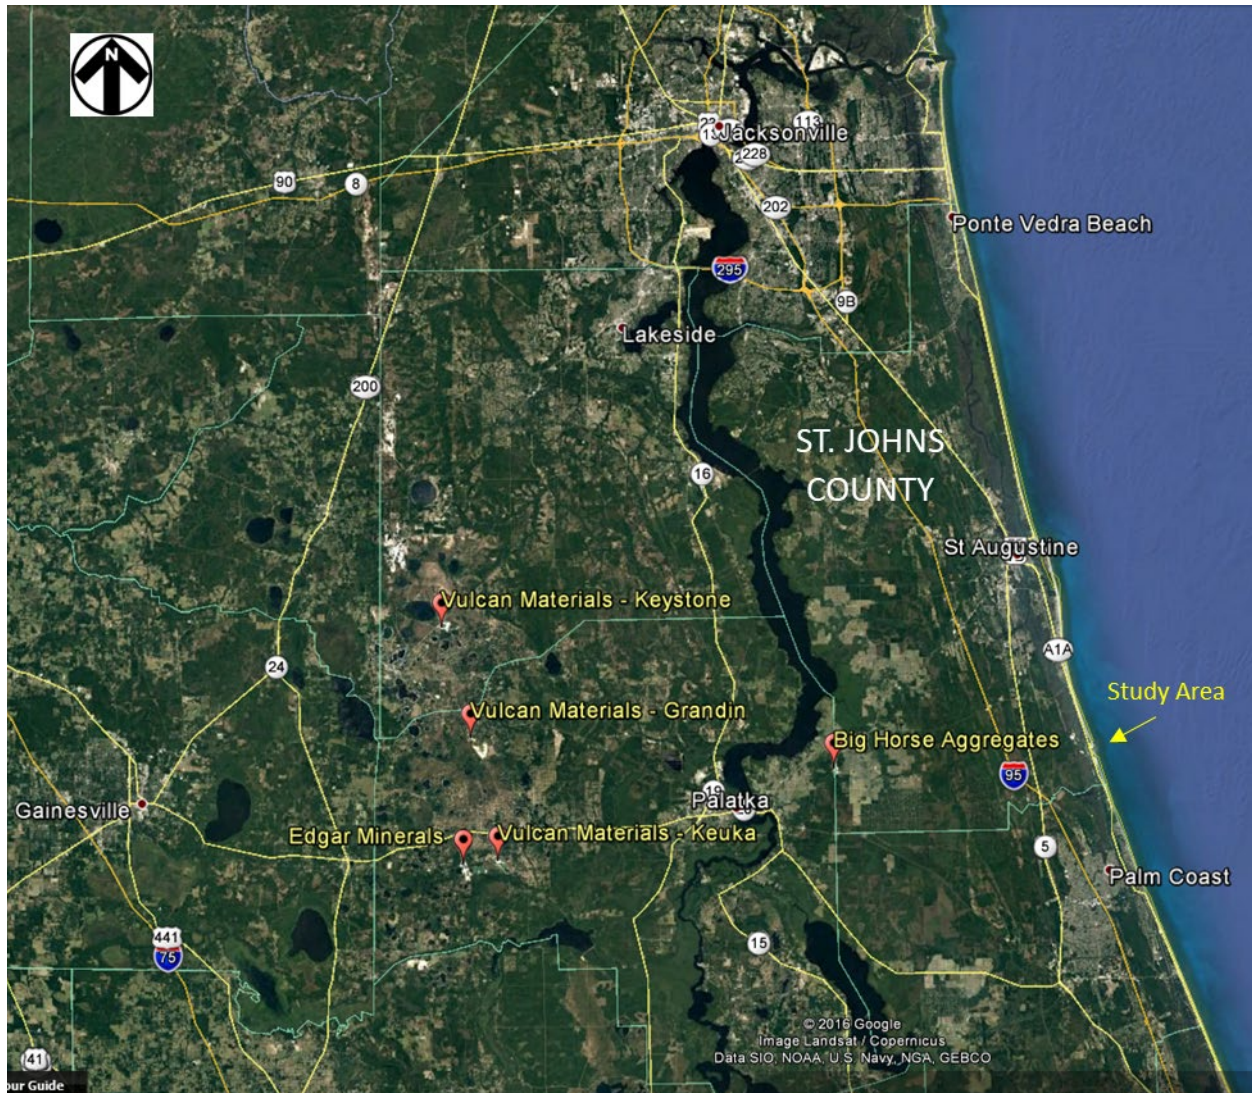 N
Jacksonville
113
228
90
8
202
Ponte Vedra Beach
295
9B
Lakeside
200
ST. JOHNS
COUNTY
16
St Augustine
Vulcan Materials - Keystone
A1A
24
Study Area
Vulcan Materials - Grandin
Big Horse Aggregates
95
19
Palatka
Gainesville
Edgar Minerals
Vulcan Materials - Keuka
5
Palm Coast
441
75
15
© 2016 Google
Image Landsat / Copernicus
Data SIO, NOAA, U.S. Navy, NGA, GEBCO
41
our Guide